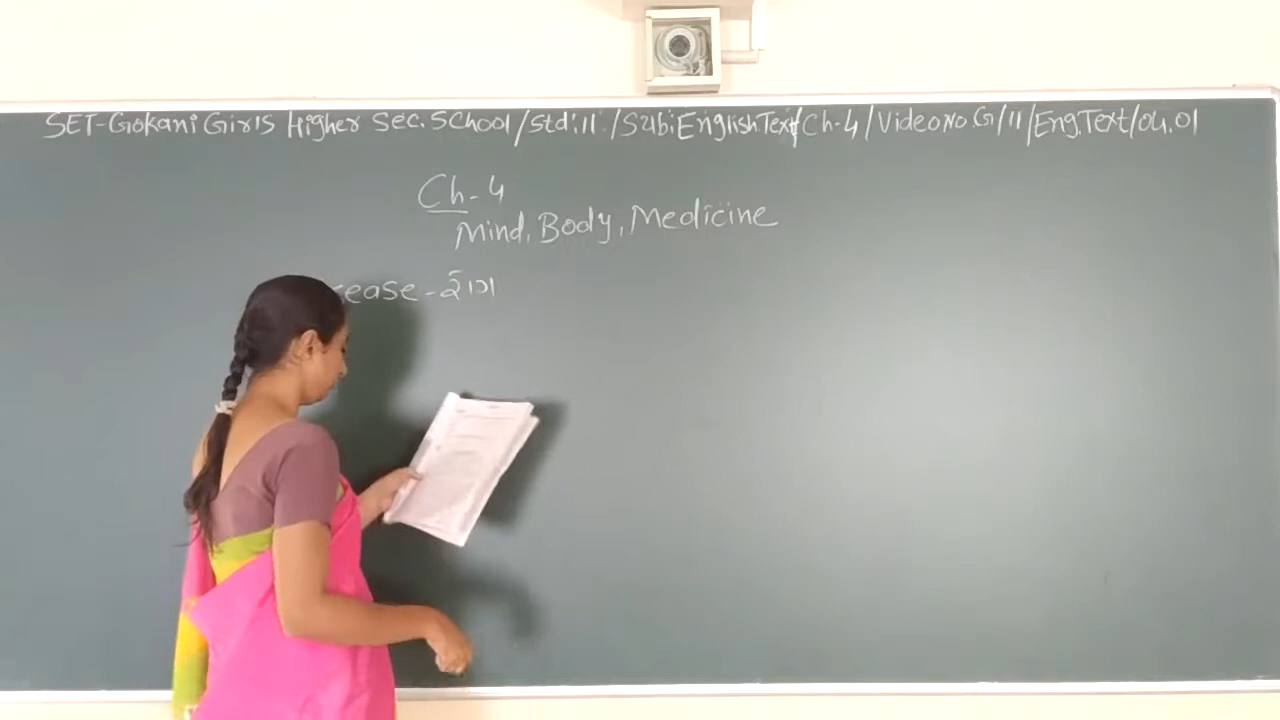 SET-Gokani Girls Higher Sec. School/Std:11/Sub:English Text/Ch-4/Video No.G/11/Eng.Text/04.01
Ch-4
Mind, Body, Medicine
ease - રોગ